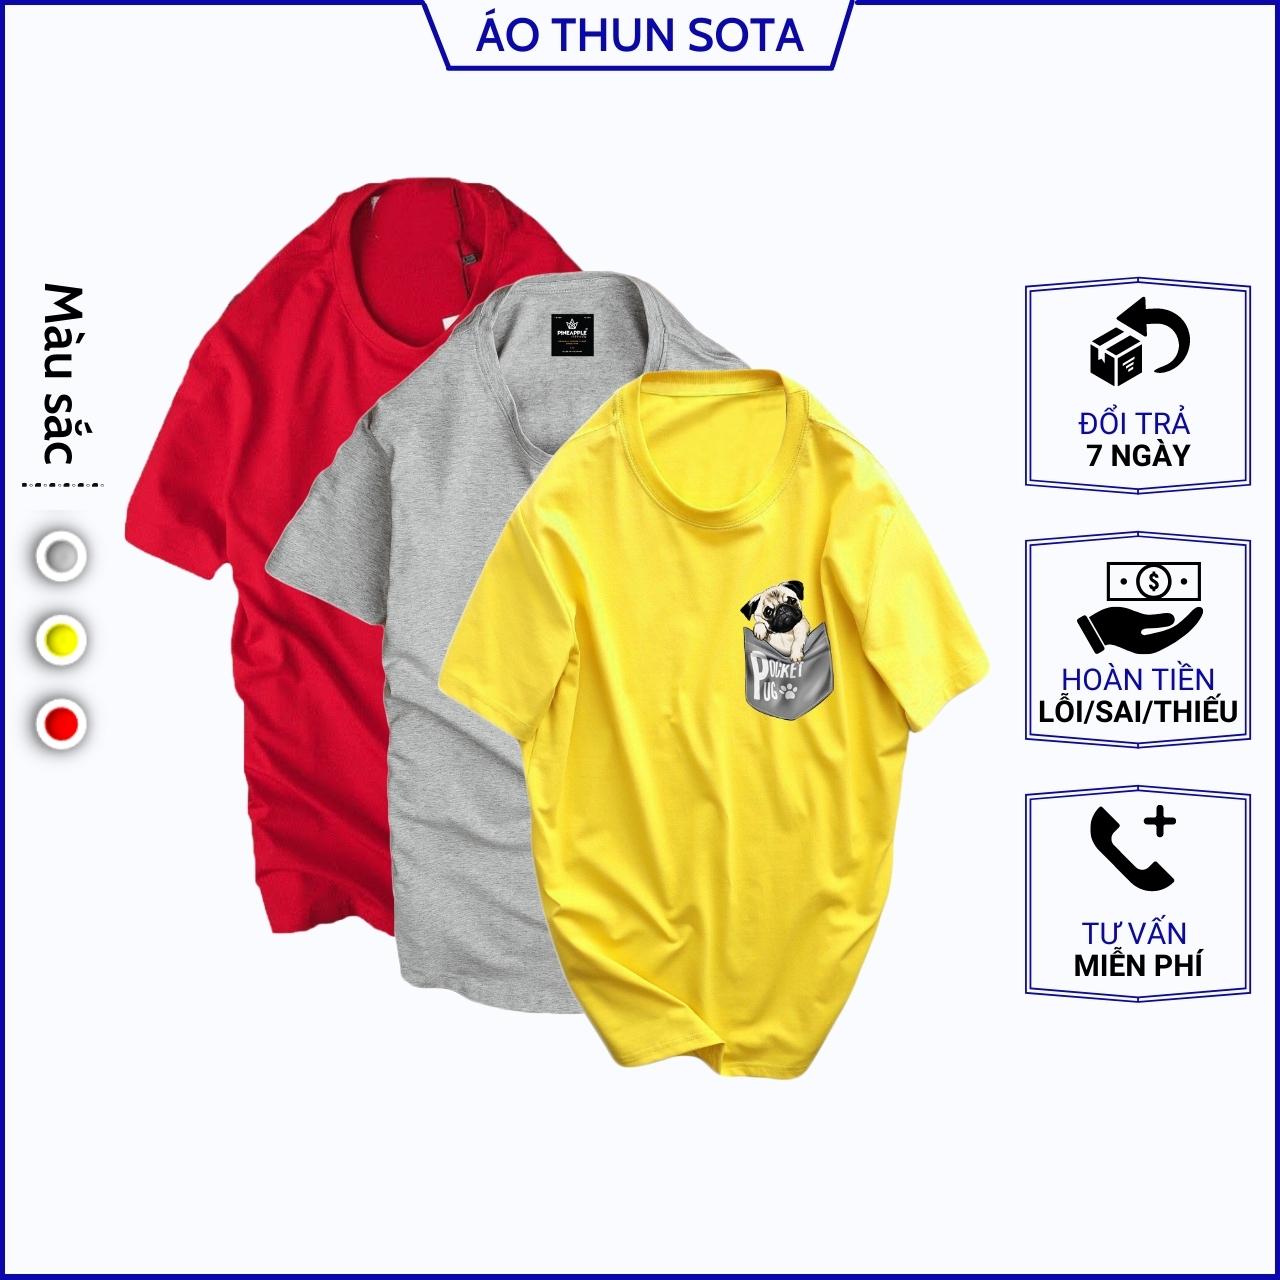 ÁO THUN SOTA
Màu sắc
PINEAPPLE
POCKET
PUG
ĐỔI TRẢ
7 NGÀY
HOÀN TIỀN
LỖI/SAI/THIẾU
TƯ VẤN
MIỄN PHÍ